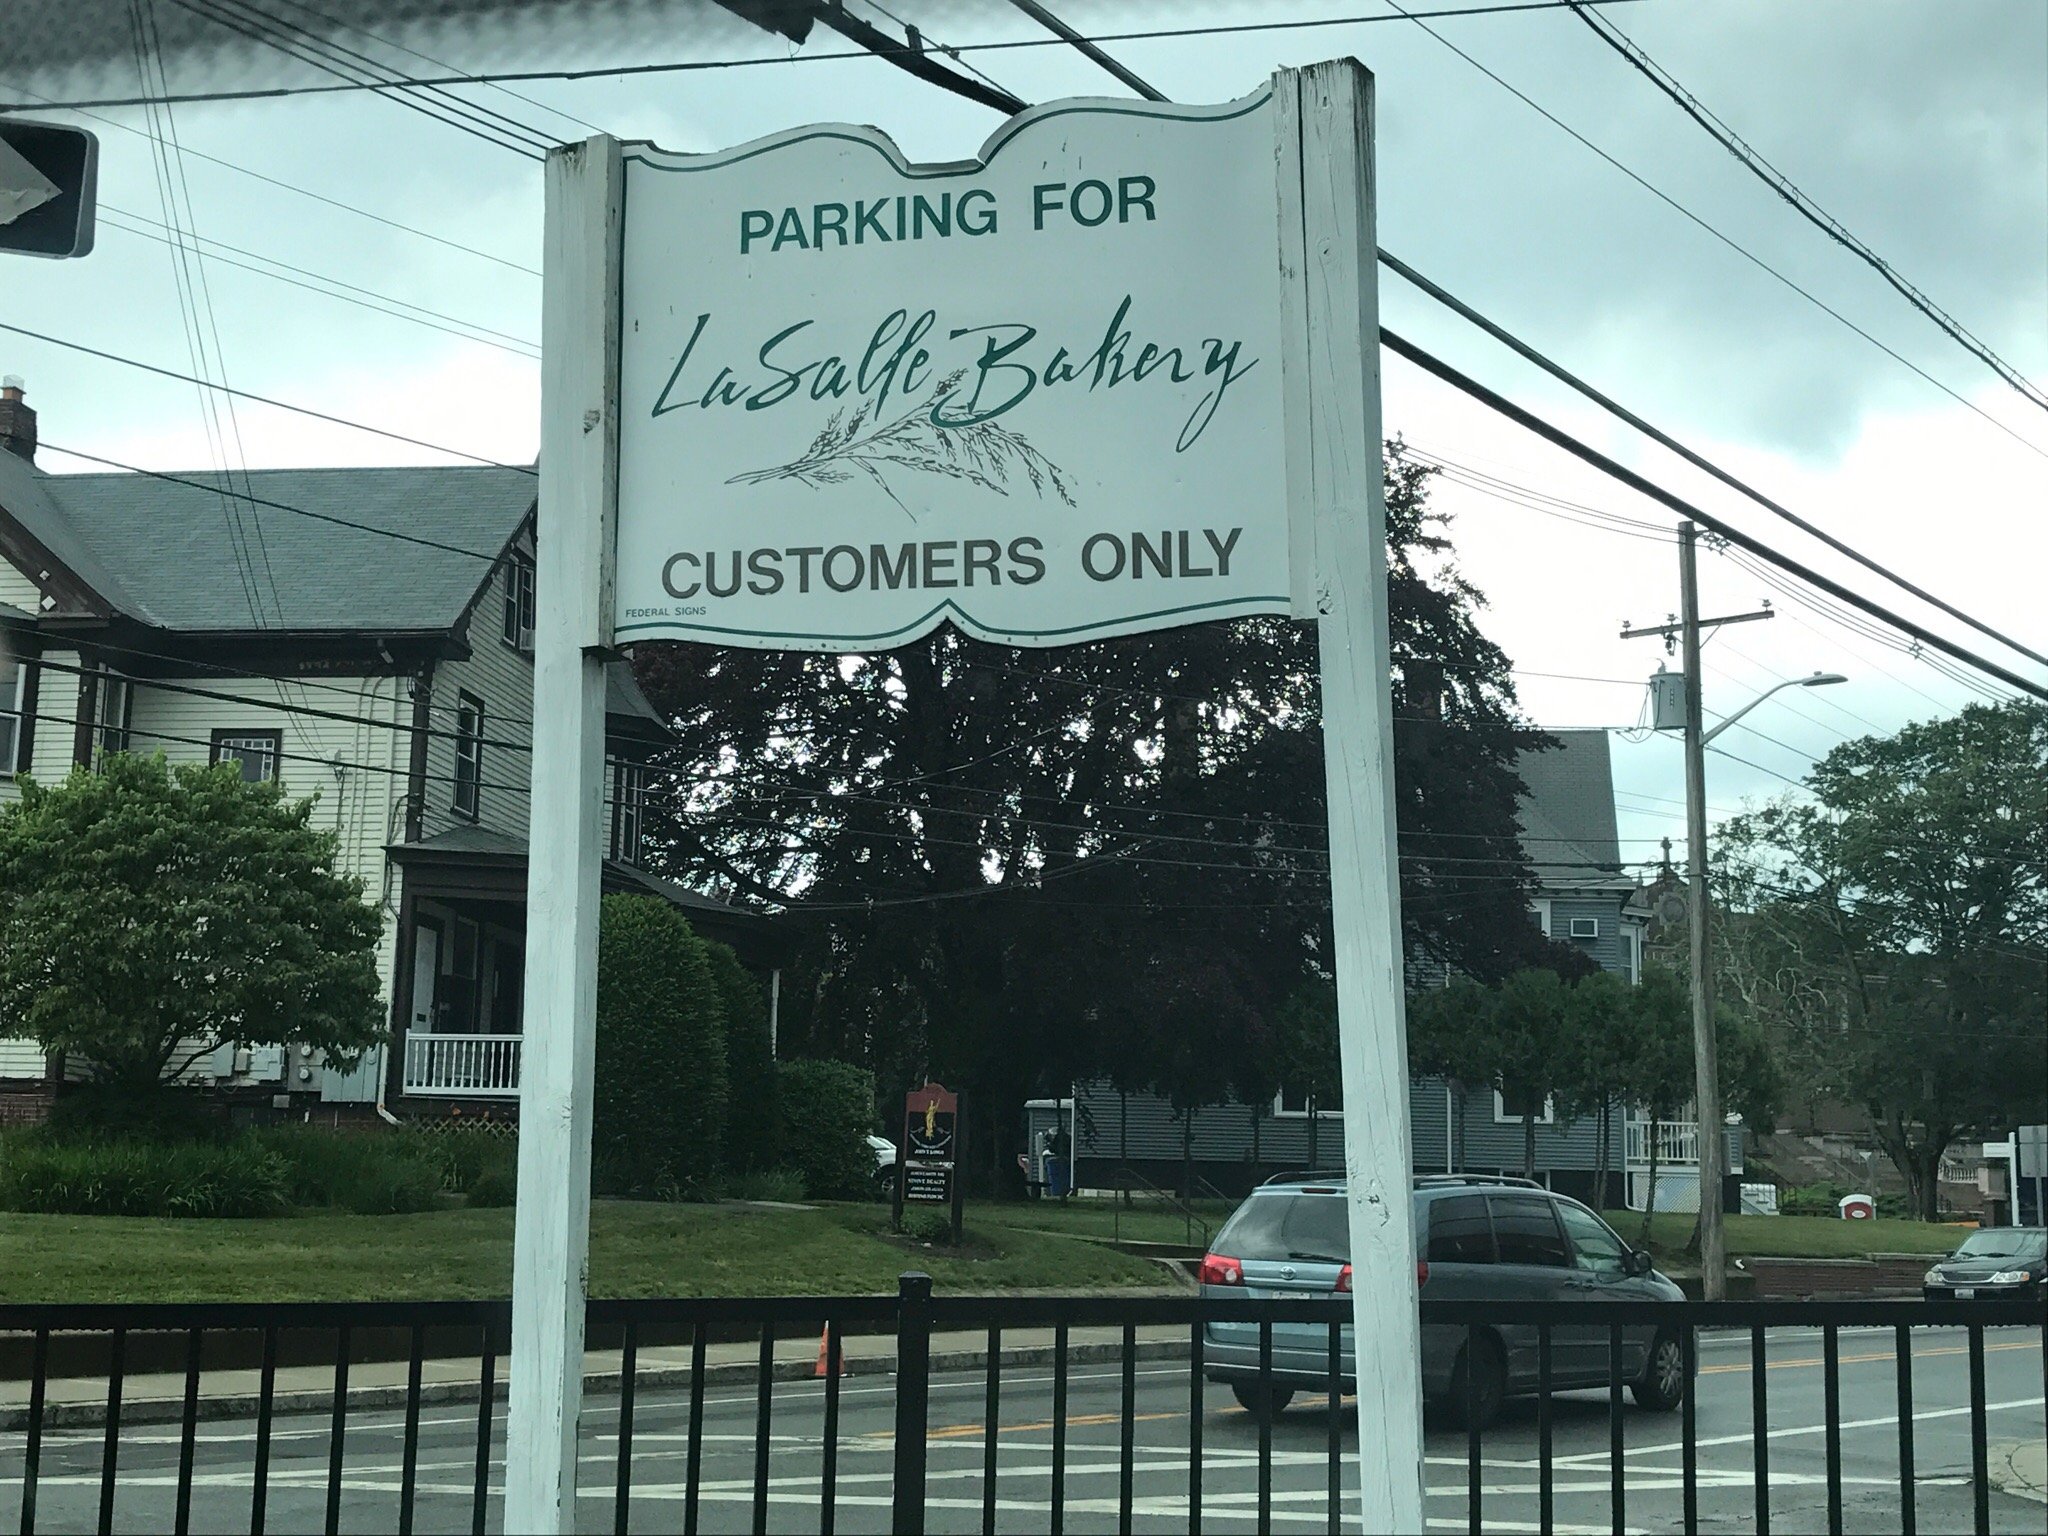 PARKING FOR
LaSalle Bakery
CUSTOMERS ONLY
FEDERAL SIGNS